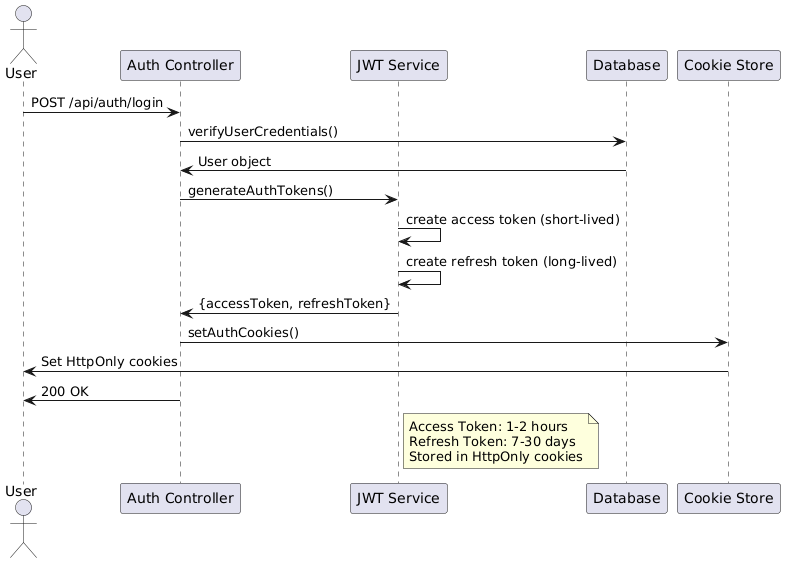 User
Auth Controller
JWT Service
Database
Cookie Store
POST /api/auth/login
verifyUserCredentials()
User object
generateAuthTokens()
create access token (short-lived)
create refresh token (long-lived)
{accessToken, refreshToken}
setAuthCookies()
Set HttpOnly cookies
200 OK
Access Token: 1-2 hours
Refresh Token: 7-30 days
Stored in HttpOnly cookies
User
Auth Controller
JWT Service
Database
Cookie Store